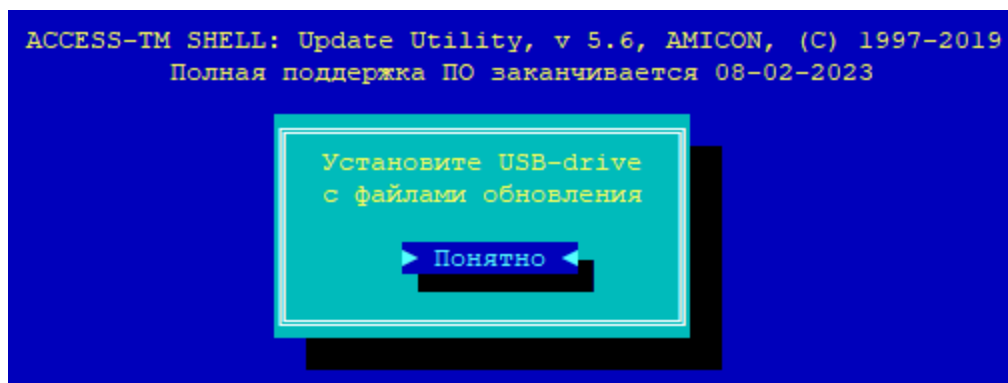 ACCESS-TM SHELL: Update Utility, v 5.6, AMICON, (C) 1997-2019
Полная поддержка ПО заканчивается 08-02-2023
Установите USB-drive
с файлами обновления
► Понятно ◄